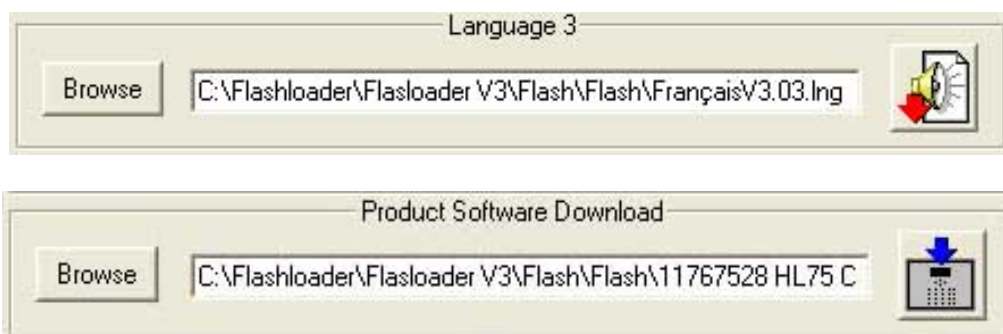 Language 3
Browse
C:\Flashloader\Flasloader V3\Flash\Flash\FrançaisV3.03.lng
Product Software Download
Browse
C:\Flashloader\Flasloader V3\Flash\Flash\11767528 HL75 C